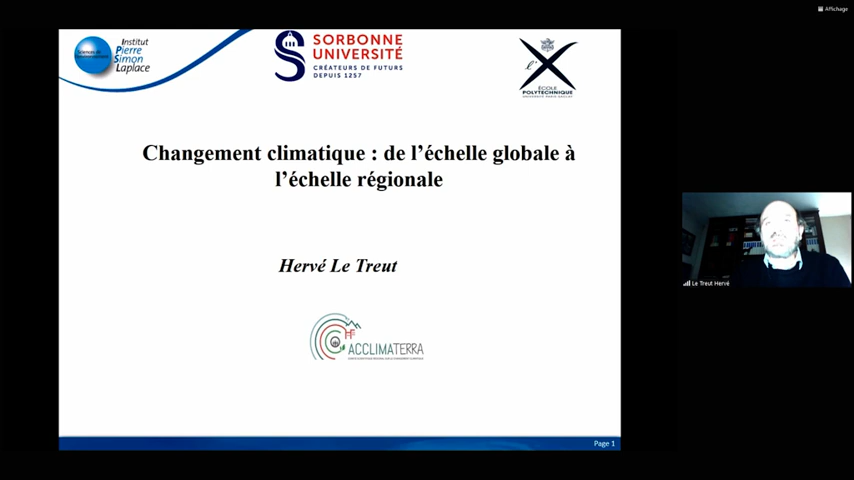 Affichage
Institut
Pierre
Simon
Laplace
SORBONNE
UNIVERSITÉ
CRÉATEURS DE FUTURS
DEPUIS 1257
ÉCOLE
POLYTECHNIQUE
Changement climatique : de l’échelle globale à
l’échelle régionale
Hervé Le Treut
ACCLIMATERRA
Le Treut Hervé
Page 1